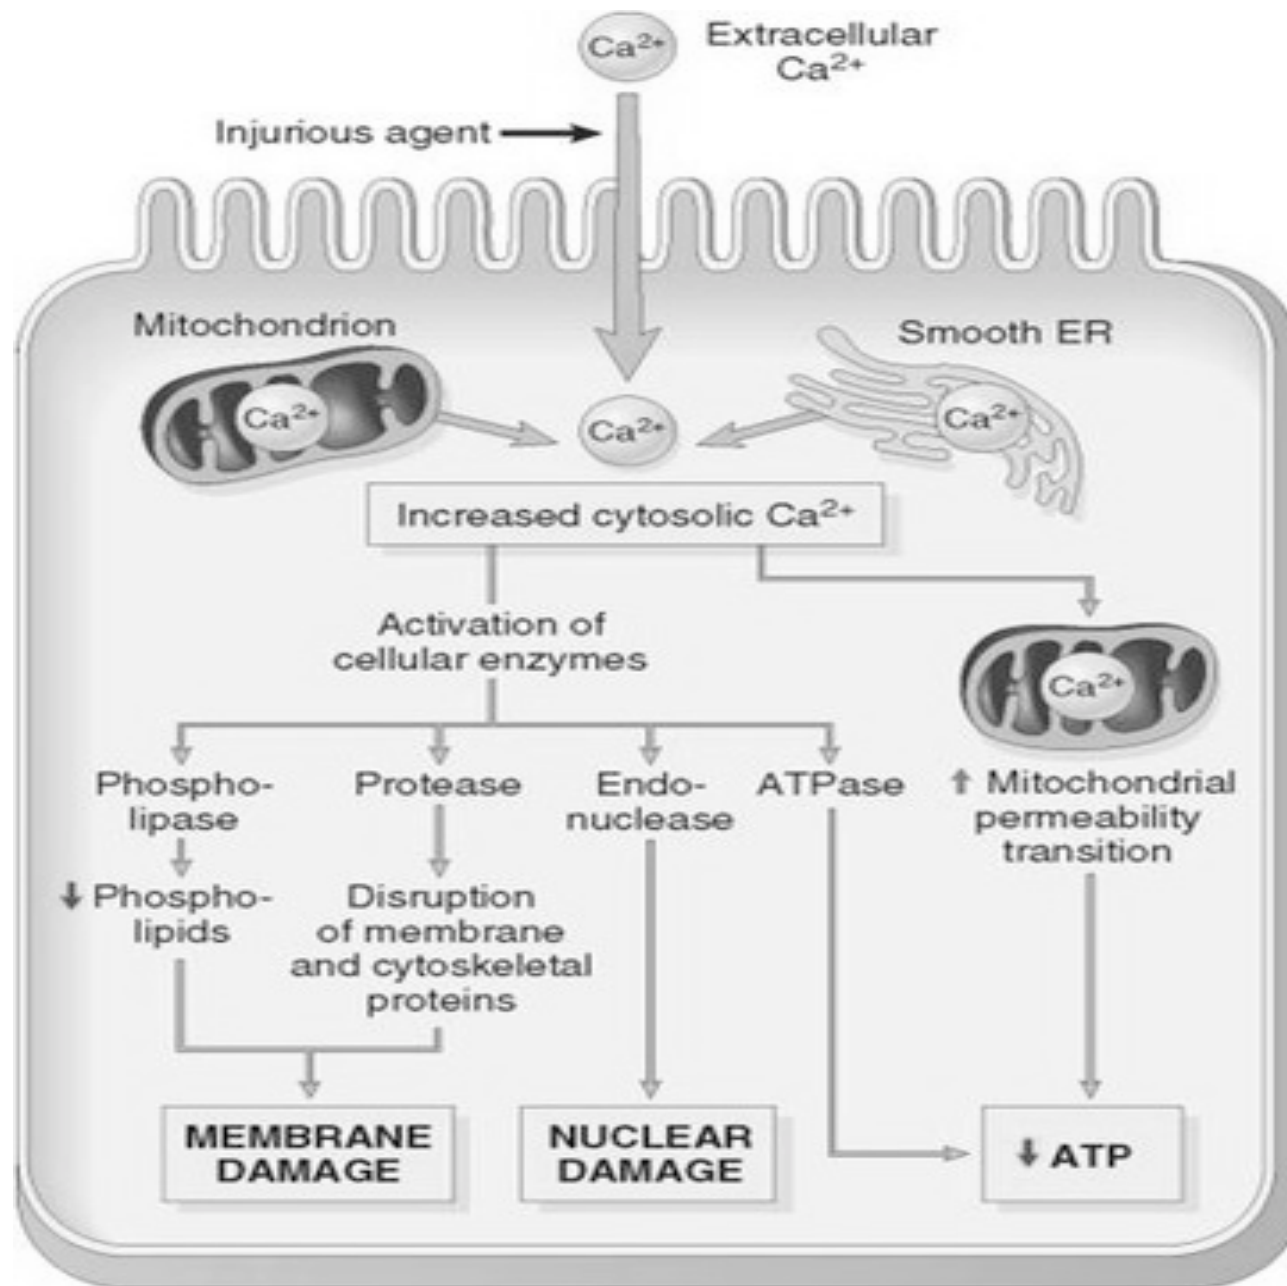 Ca²⁺
Extracellular
Ca²⁺
Injurious agent
Mitochondrion
Smooth ER
Ca²⁺
Ca²⁺
Ca²⁺
Increased cytosolic Ca²⁺
Activation of
cellular enzymes
Ca²⁺
Phospho-
lipase
Protease
Endo-
nuclease
ATPase
↑ Mitochondrial
permeability
transition
↓ Phospho-
lipids
Disruption
of membrane
and cytoskeletal
proteins
MEMBRANE
DAMAGE
NUCLEAR
DAMAGE
↓ ATP